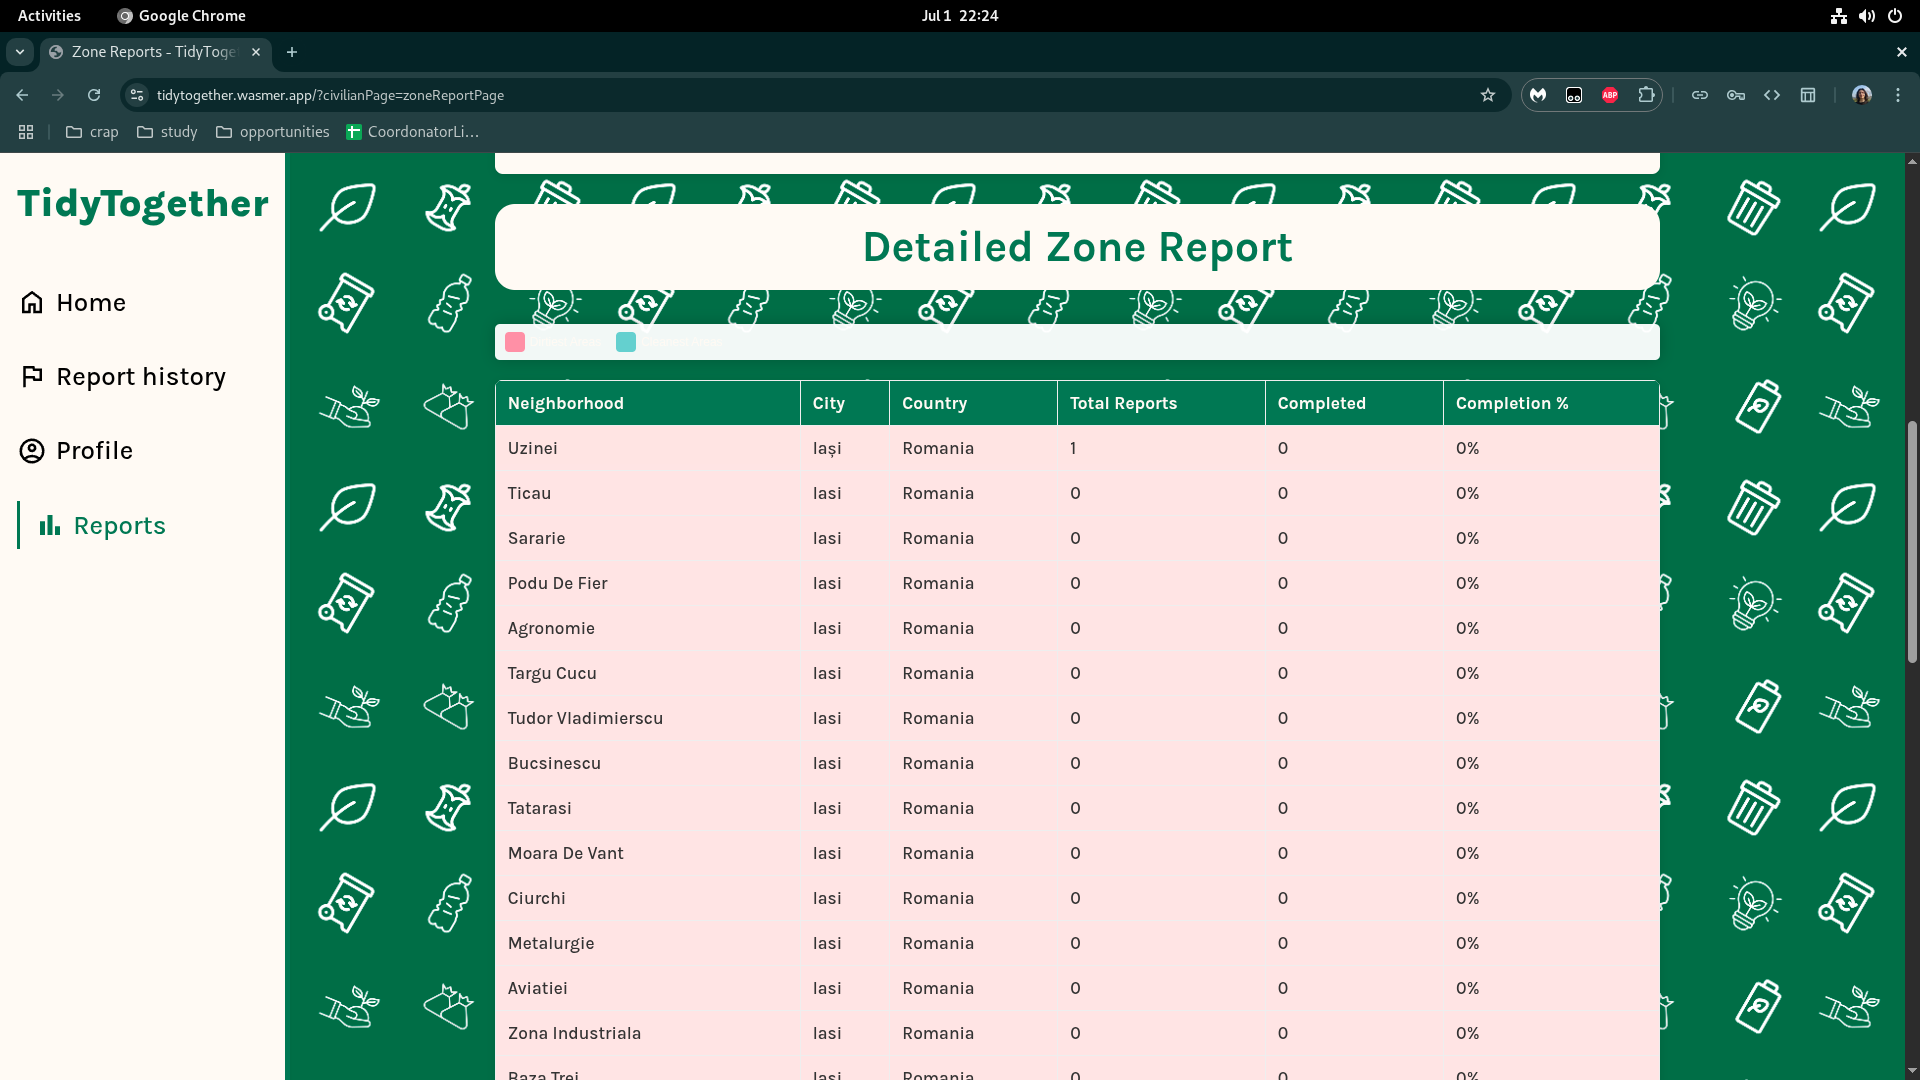 Activities Google Chrome Jul 1 22:24
Zone Reports - TidyToge
tidytogether.wasmer.app/?civilianPage=zoneReportPage
ABP
crap study opportunities CoordonatorLi...
TidyTogether
Home
Report history
Profile
Reports
Detailed Zone Report
Neighborhood City Country Total Reports Completed Completion %
Uzinei Iași Romania 1 0 0%
Ticau Iasi Romania 0 0 0%
Sararie Iasi Romania 0 0 0%
Podu De Fier Iasi Romania 0 0 0%
Agronomie Iasi Romania 0 0 0%
Targu Cucu Iasi Romania 0 0 0%
Tudor Vladimierscu Iasi Romania 0 0 0%
Bucsinescu Iasi Romania 0 0 0%
Tatarasi Iasi Romania 0 0 0%
Moara De Vant Iasi Romania 0 0 0%
Ciurchi Iasi Romania 0 0 0%
Metalurgie Iasi Romania 0 0 0%
Aviatiei Iasi Romania 0 0 0%
Zona Industriala Iasi Romania 0 0 0%
Baza Trei Iasi Romania 0 0 0%